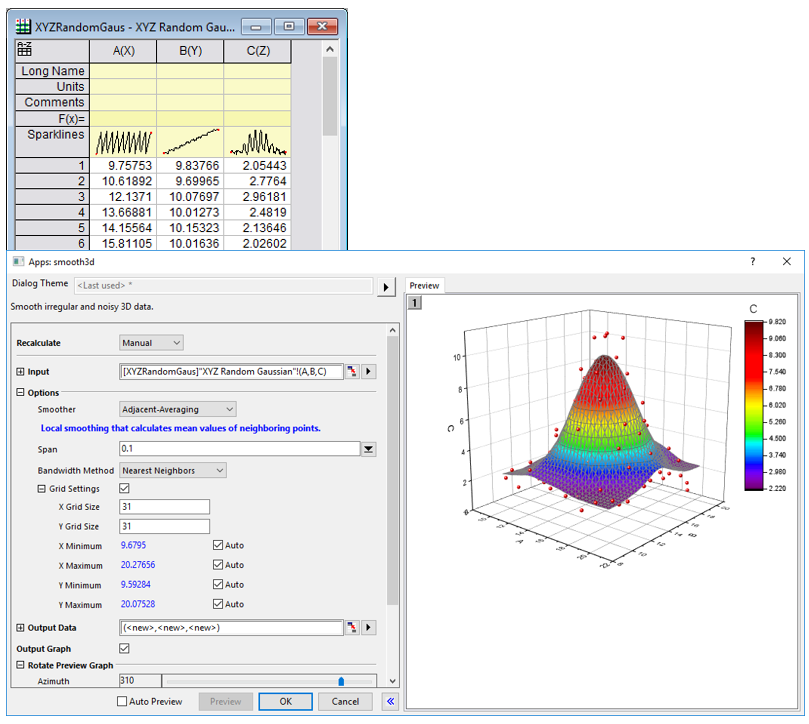 XYZRandomGaus - XYZ Random Gau...
A(X) B(Y) C(Z)
Long Name
Units
Comments
F(x)=
Sparklines
1 9.75753 9.83766 2.05443
2 10.61892 9.69965 2.7764
3 12.1371 10.07697 2.96181
4 13.66881 10.01273 2.4819
5 14.15564 10.15323 2.13646
6 15.81105 10.01636 2.02602
Apps: smooth3d
Dialog Theme <Last used> *
Smooth irregular and noisy 3D data.
Recalculate Manual
Input [XYZRandomGaus]"XYZ Random Gaussian"!(A,B,C)
Options
Smoother Adjacent-Averaging
Local smoothing that calculates mean values of neighboring points.
Span 0.1
Bandwidth Method Nearest Neighbors
Grid Settings
X Grid Size 31
Y Grid Size 31
X Minimum 9.6795 Auto
X Maximum 20.27656 Auto
Y Minimum 9.59284 Auto
Y Maximum 20.07528 Auto
Output Data (<new>,<new>,<new>)
Output Graph
Rotate Preview Graph
Azimuth 310
Auto Preview Preview OK Cancel
Preview
1
C
9.820
9.060
8.300
7.540
6.780
6.020
5.260
4.500
3.740
2.980
2.220
10
8
6
C
4
2
A
B